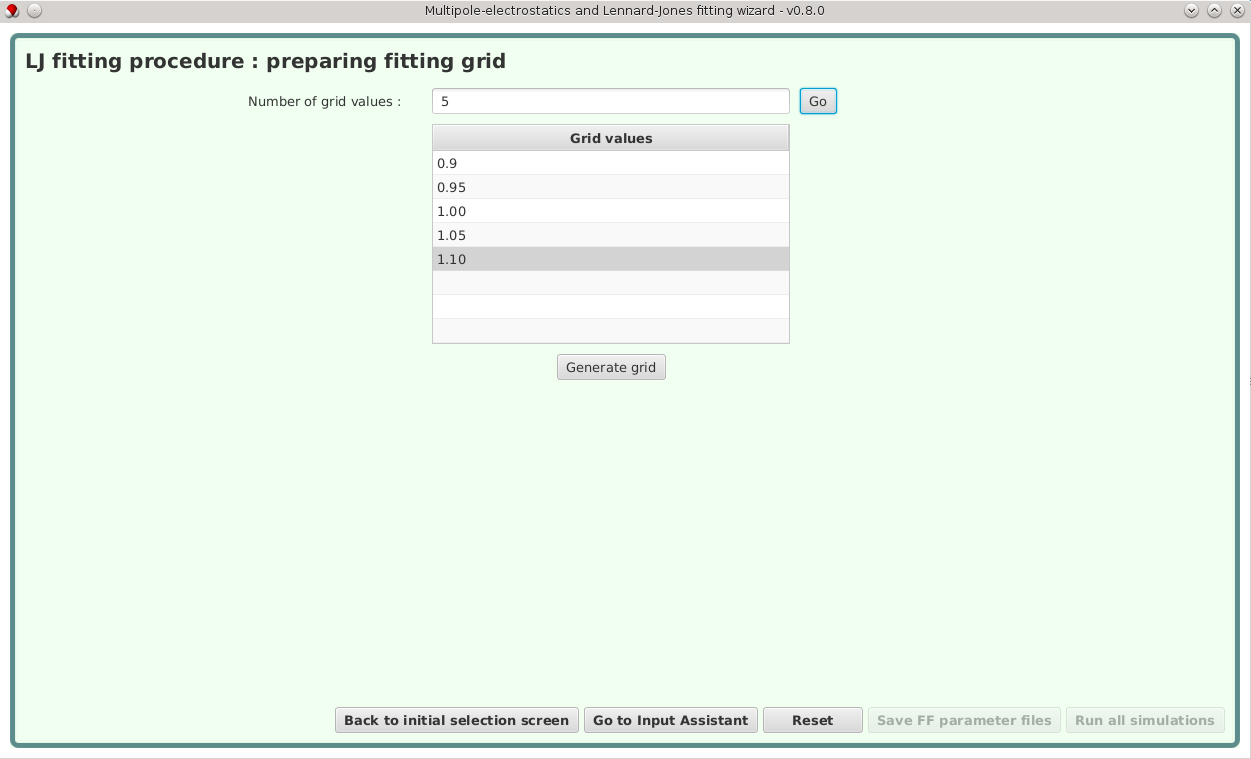 Multipole-electrostatics and Lennard-Jones fitting wizard - v0.8.0
LJ fitting procedure : preparing fitting grid
Number of grid values : 5 Go
Grid values
0.9
0.95
1.00
1.05
1.10
Generate grid
Back to initial selection screen Go to Input Assistant Reset Save FF parameter files Run all simulations